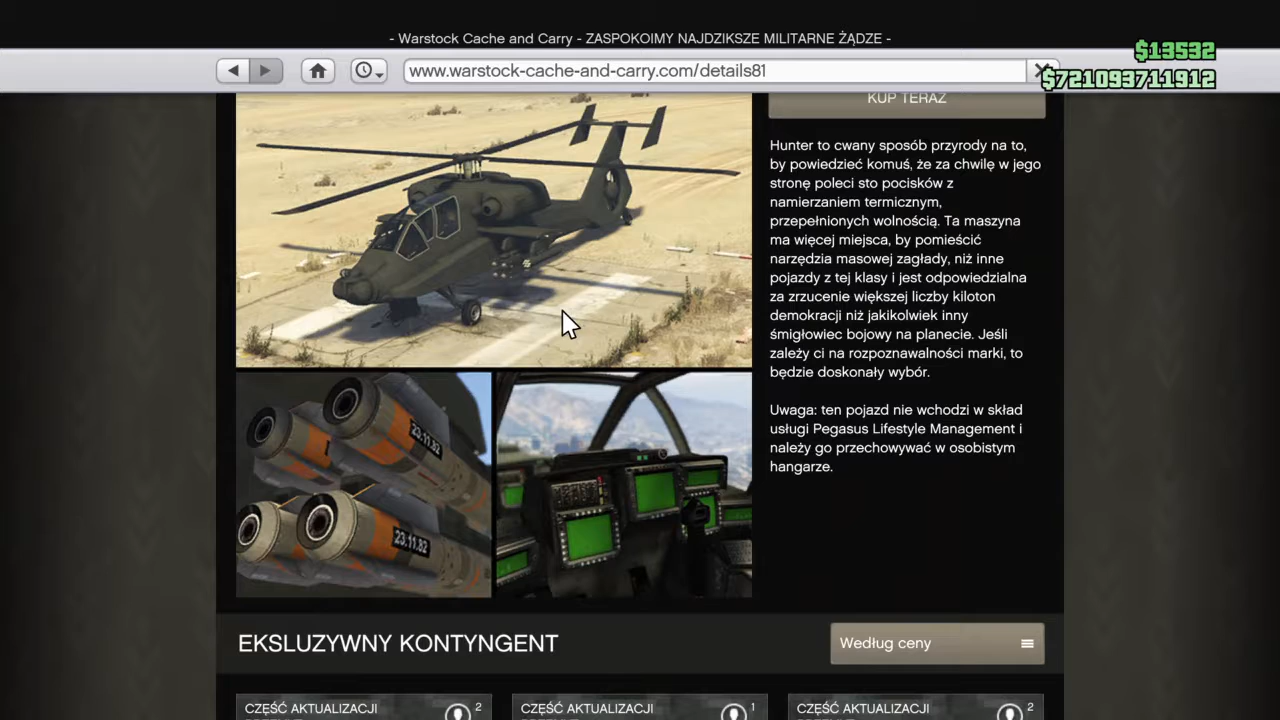 - Warstock Cache and Carry - ZASPOKOIMY NAJDZIKSZE MILITARNE ŻĄDZE -
$13532
www.warstock-cache-and-carry.com/details81
$721093711912
KUP TERAZ
Hunter to cwany sposób przyrody na to,
by powiedzieć komuś, że za chwilę w jego
stronę poleci sto pocisków z
namierzaniem termicznym,
przepełnionych wolnością. Ta maszyna
ma więcej miejsca, by pomieścić
narzędzia masowej zagłady, niż inne
pojazdy z tej klasy i jest odpowiedzialna
za zrzucenie większej liczby kiloton
demokracji niż jakikolwiek inny
śmigłowiec bojowy na planecie. Jeśli
zależy ci na rozpoznawalności marki, to
będzie doskonały wybór.
Uwaga: ten pojazd nie wchodzi w skład
usługi Pegasus Lifestyle Management i
należy go przechowywać w osobistym
hangarze.
23.11.82
23.11.82
EKSLUZYWNY KONTYNGENT
Według ceny
CZĘŚĆ AKTUALIZACJI
2
CZĘŚĆ AKTUALIZACJI
1
CZĘŚĆ AKTUALIZACJI
2